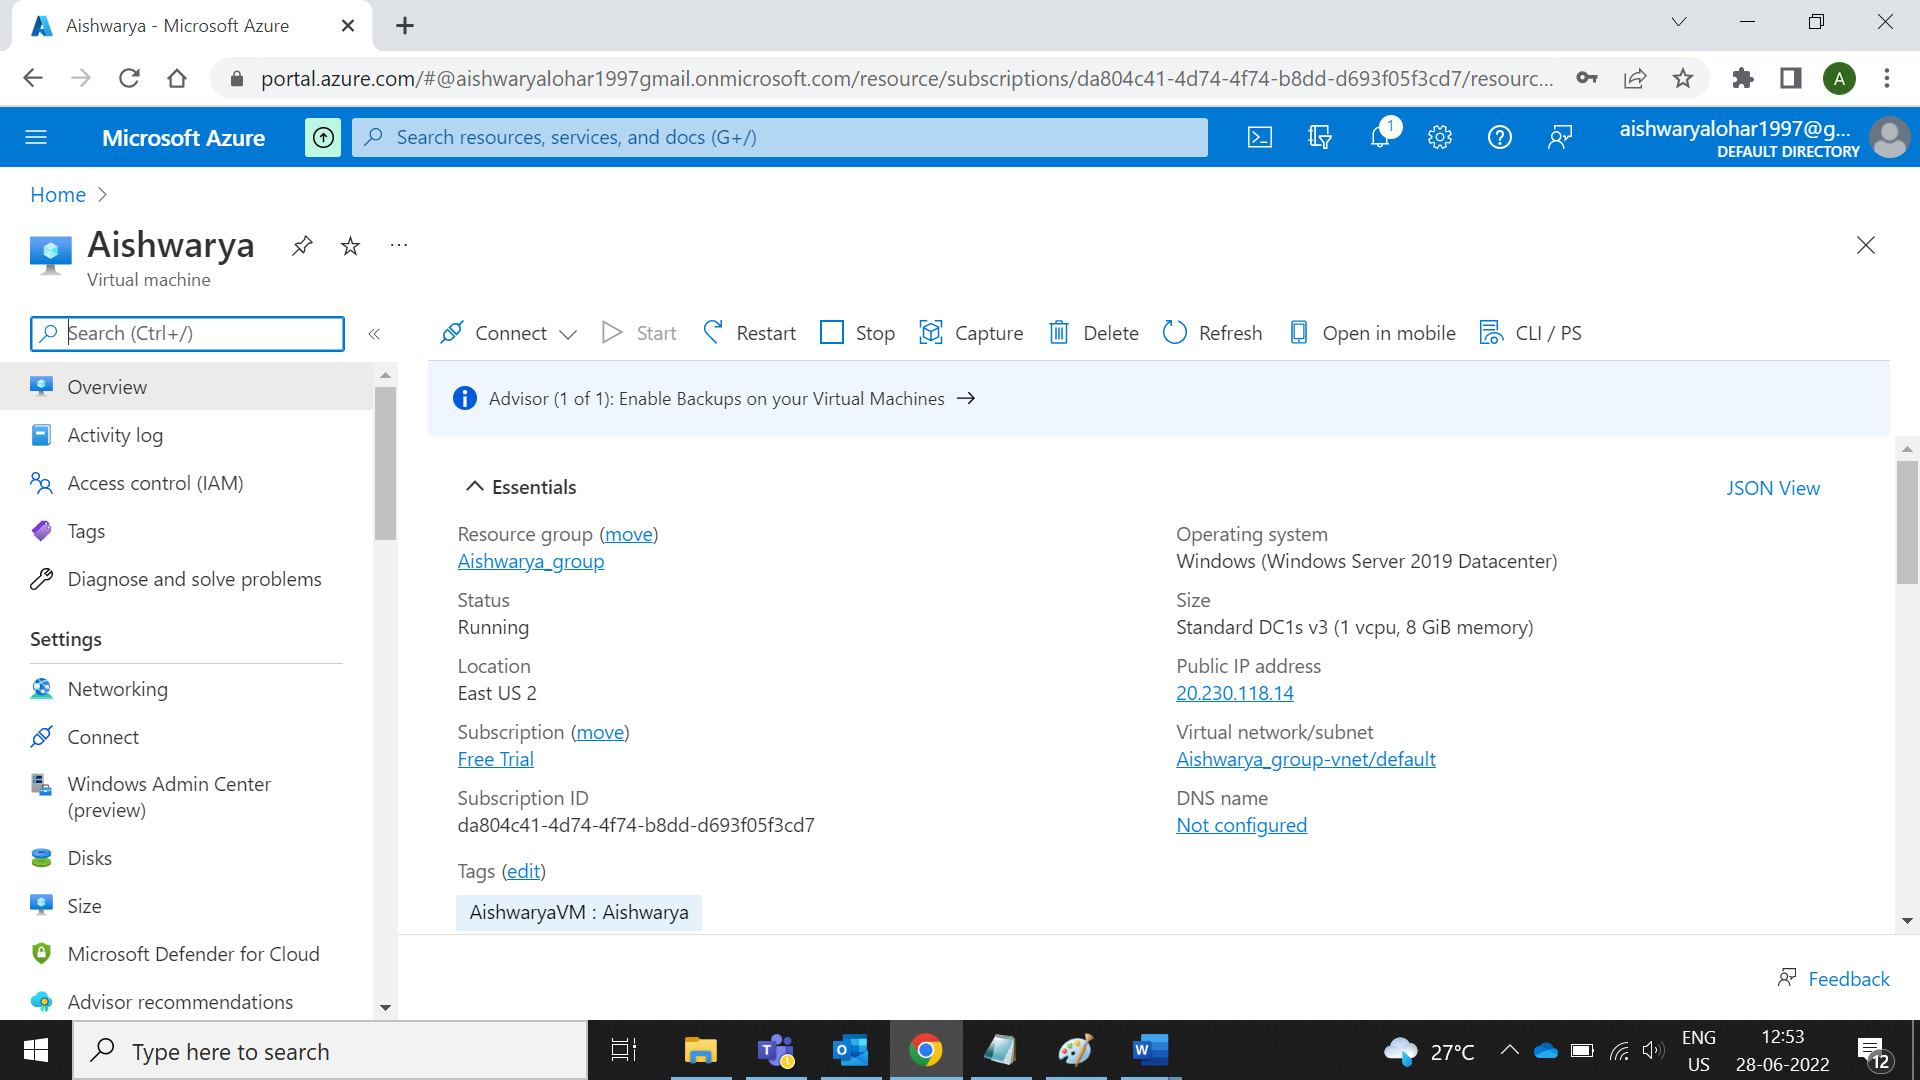 Aishwarya - Microsoft Azure
portal.azure.com/#@aishwaryalohar1997gmail.onmicrosoft.com/resource/subscriptions/da804c41-4d74-4f74-b8dd-d693f05f3cd7/resourc...
A
Microsoft Azure
Search resources, services, and docs (G+/)
1
aishwaryalohar1997@g...
DEFAULT DIRECTORY
Home
Aishwarya
Virtual machine
Search (Ctrl+/)
Connect
Start
Restart
Stop
Capture
Delete
Refresh
Open in mobile
CLI / PS
Overview
Activity log
Access control (IAM)
Tags
Diagnose and solve problems
Settings
Networking
Connect
Windows Admin Center
(preview)
Disks
Size
Microsoft Defender for Cloud
Advisor recommendations
Advisor (1 of 1): Enable Backups on your Virtual Machines →
Essentials
JSON View
Resource group (move)
Aishwarya_group
Status
Running
Location
East US 2
Subscription (move)
Free Trial
Subscription ID
da804c41-4d74-4f74-b8dd-d693f05f3cd7
Tags (edit)
AishwaryaVM : Aishwarya
Operating system
Windows (Windows Server 2019 Datacenter)
Size
Standard DC1s v3 (1 vcpu, 8 GiB memory)
Public IP address
20.230.118.14
Virtual network/subnet
Aishwarya_group-vnet/default
DNS name
Not configured
Feedback
Type here to search
27°C
ENG
US
12:53
28-06-2022
12